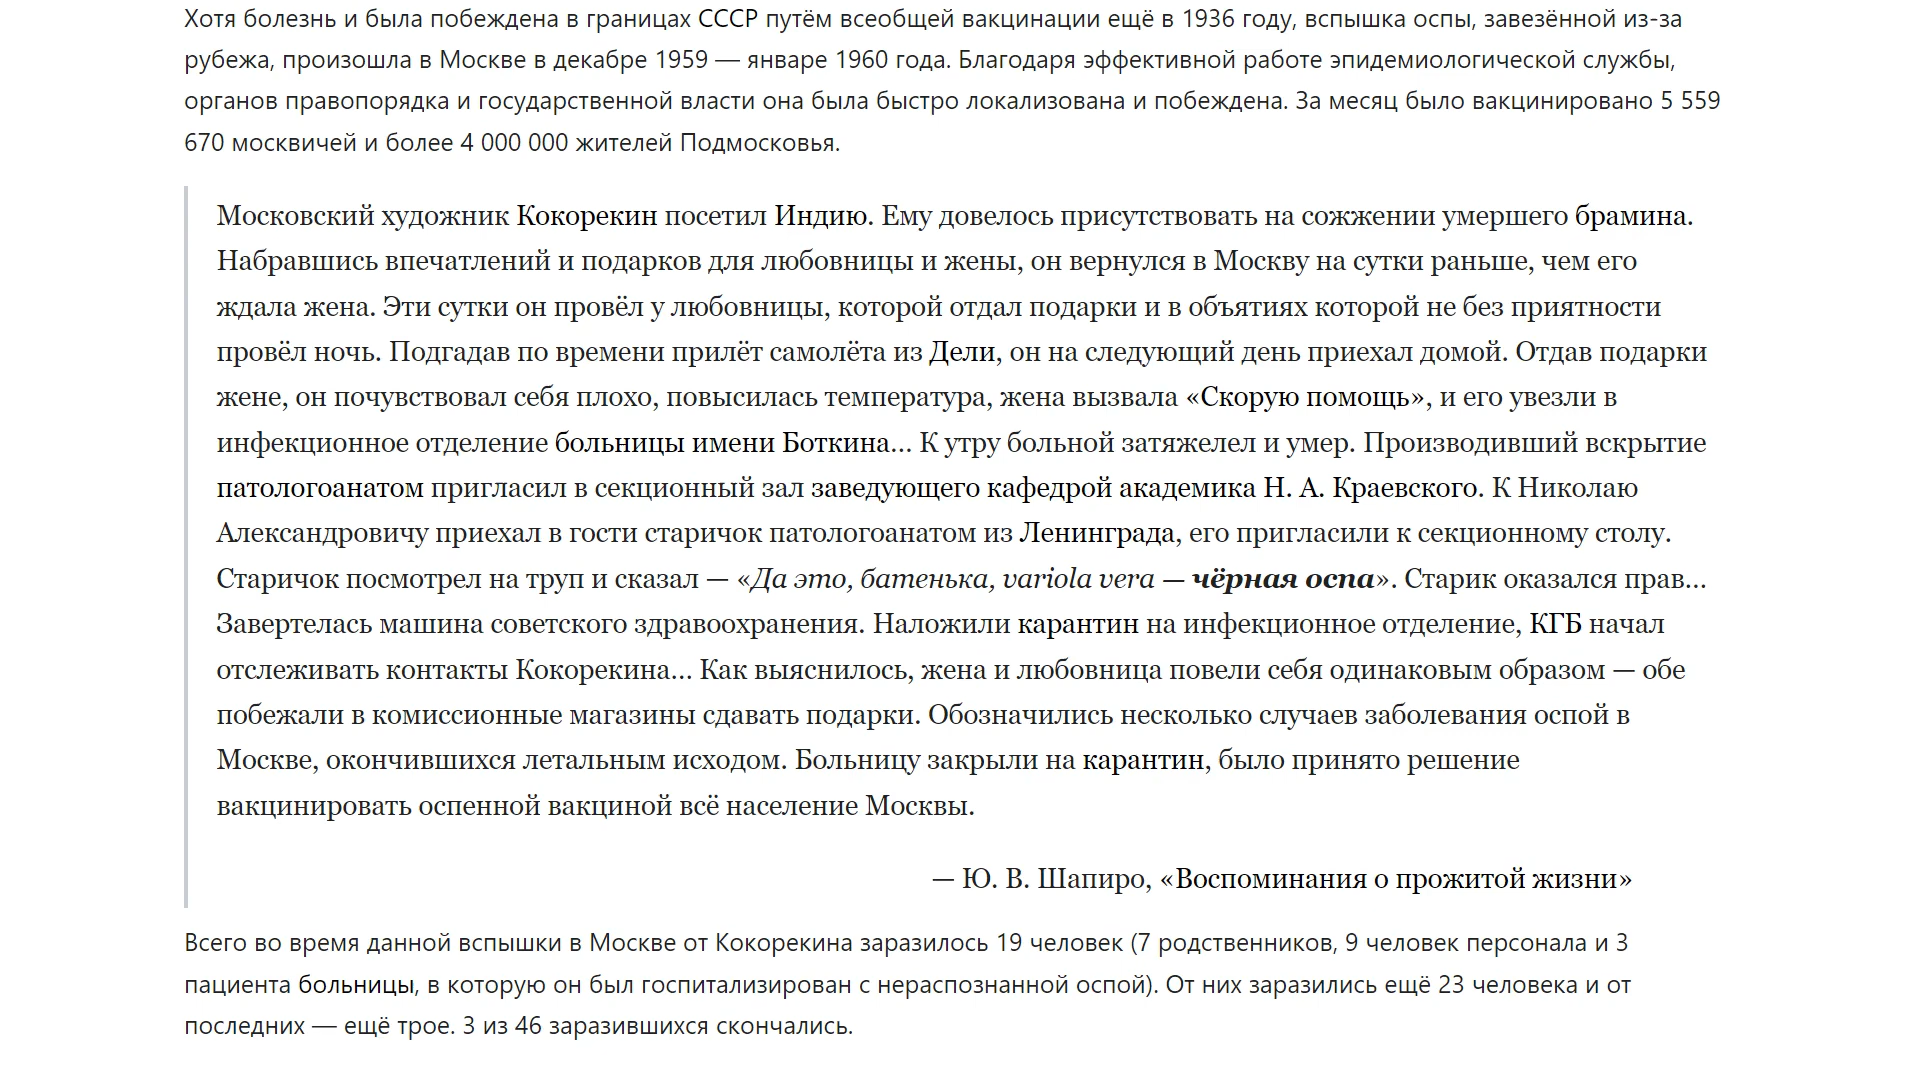 Хотя болезнь и была побеждена в границах СССР путём всеобщей вакцинации ещё в 1936 году, вспышка оспы, завезённой из-за
рубежа, произошла в Москве в декабре 1959 — январе 1960 года. Благодаря эффективной работе эпидемиологической службы,
органов правопорядка и государственной власти она была быстро локализована и побеждена. За месяц было вакцинировано 5 559
670 москвичей и более 4 000 000 жителей Подмосковья.
Московский художник Кокорекин посетил Индию. Ему довелось присутствовать на сожжении умершего брамина.
Набравшись впечатлений и подарков для любовницы и жены, он вернулся в Москву на сутки раньше, чем его
ждала жена. Эти сутки он провёл у любовницы, которой отдал подарки и в объятиях которой не без приятности
провёл ночь. Подгадав по времени прилёт самолёта из Дели, он на следующий день приехал домой. Отдав подарки
жене, он почувствовал себя плохо, повысилась температура, жена вызвала «Скорую помощь», и его увезли в
инфекционное отделение больницы имени Боткина… К утру больной затяжелел и умер. Производивший вскрытие
патологоанатом пригласил в секционный зал заведующего кафедрой академика Н. А. Краевского. К Николаю
Александровичу приехал в гости старичок патологоанатом из Ленинграда, его пригласили к секционному столу.
Старичок посмотрел на труп и сказал — «Да это, батенька, variola vera — чёрная оспа». Старик оказался прав…
Завертелась машина советского здравоохранения. Наложили карантин на инфекционное отделение, КГБ начал
отслеживать контакты Кокорекина… Как выяснилось, жена и любовница повели себя одинаковым образом — обе
побежали в комиссионные магазины сдавать подарки. Обозначились несколько случаев заболевания оспой в
Москве, окончившихся летальным исходом. Больницу закрыли на карантин, было принято решение
вакцинировать оспенной вакциной всё население Москвы.
— Ю. В. Шапиро, «Воспоминания о прожитой жизни»
Всего во время данной вспышки в Москве от Кокорекина заразилось 19 человек (7 родственников, 9 человек персонала и 3
пациента больницы, в которую он был госпитализирован с нераспознанной оспой). От них заразились ещё 23 человека и от
последних — ещё трое. 3 из 46 заразившихся скончались.